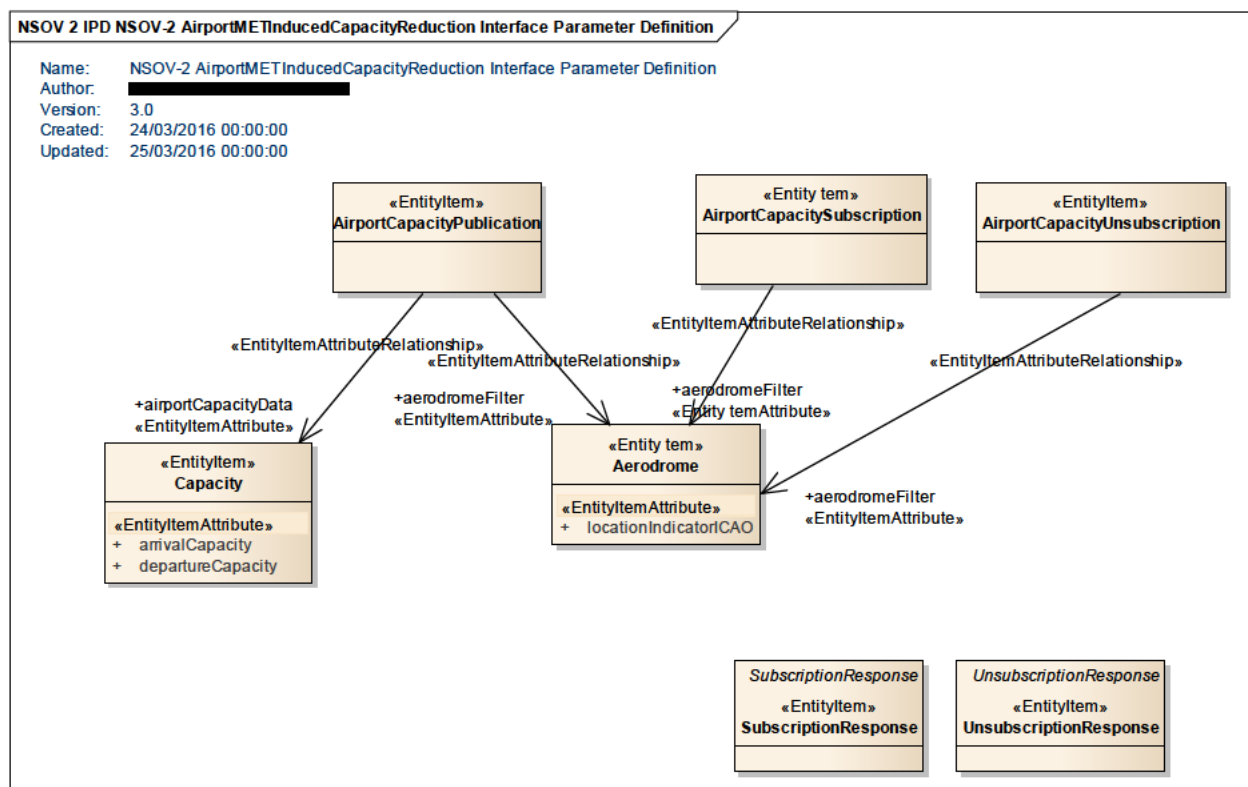 NSOV 2 IPD NSOV-2 AirportMETInducedCapacityReduction Interface Parameter Definition
Name: NSOV-2 AirportMETInducedCapacityReduction Interface Parameter Definition
Author:
Version: 3.0
Created: 24/03/2016 00:00:00
Updated: 25/03/2016 00:00:00
«EntityItem»
AirportCapacityPublication
«Entity tem»
AirportCapacitySubscription
«EntityItem»
AirportCapacityUnsubscription
«EntityItemAttributeRelationship»
«EntityItemAttributeRelationship»
«EntityItemAttributeRelationship»
«EntityItemAttributeRelationship»
+airportCapacityData
«EntityItemAttribute»
+aerodromeFilter
«EntityItemAttribute»
+aerodromeFilter
«Entity temAttribute»
+aerodromeFilter
«EntityItemAttribute»
«EntityItem»
Capacity
«EntityItemAttribute»
+ arrivalCapacity
+ departureCapacity
«Entity tem»
Aerodrome
«EntityItemAttribute»
+ locationIndicatorICAO
SubscriptionResponse
«EntityItem»
SubscriptionResponse
UnsubscriptionResponse
«EntityItem»
UnsubscriptionResponse